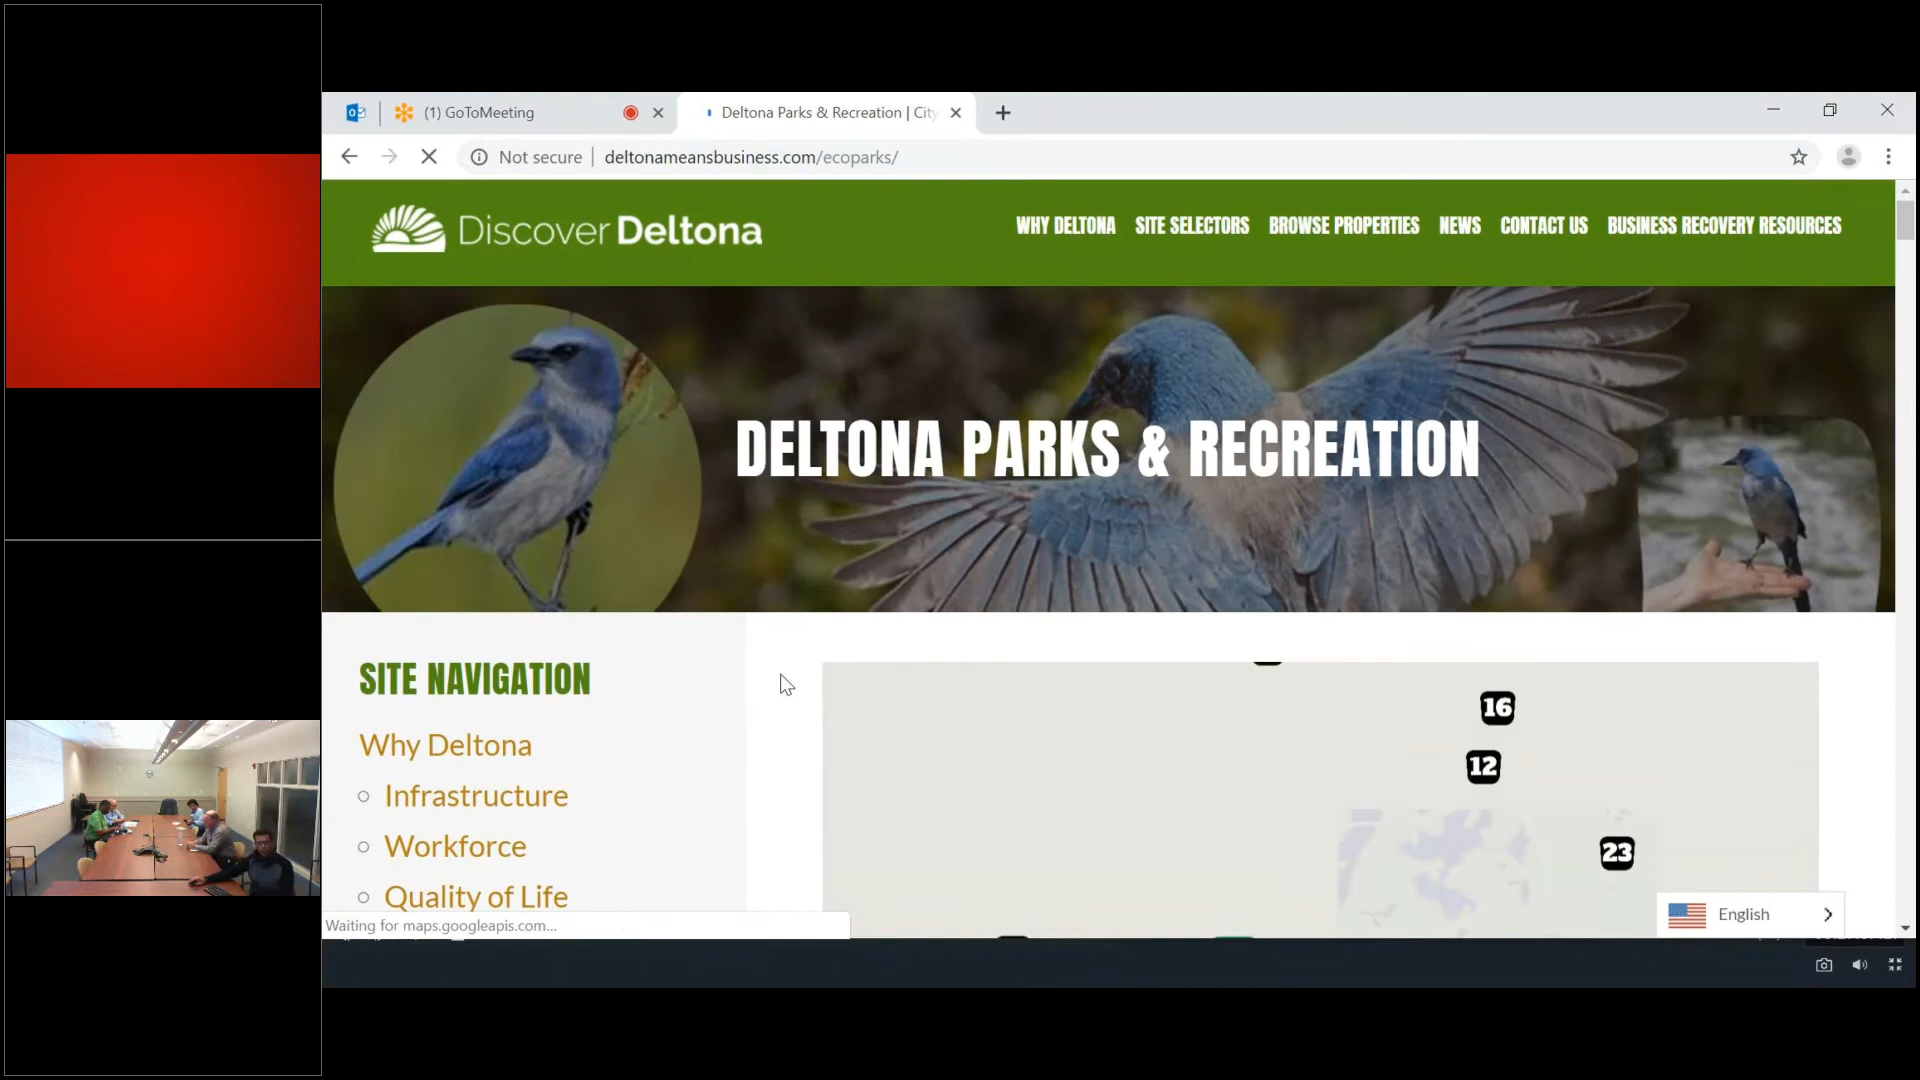 (1) GoToMeeting
Deltona Parks & Recreation | City
Not secure | deltonameansbusiness.com/ecoparks/
Discover Deltona
WHY DELTONA SITE SELECTORS BROWSE PROPERTIES NEWS CONTACT US BUSINESS RECOVERY RESOURCES
DELTONA PARKS & RECREATION
SITE NAVIGATION
Why Deltona
Infrastructure
Workforce
Quality of Life
16
12
23
English
Waiting for maps.googleapis.com...